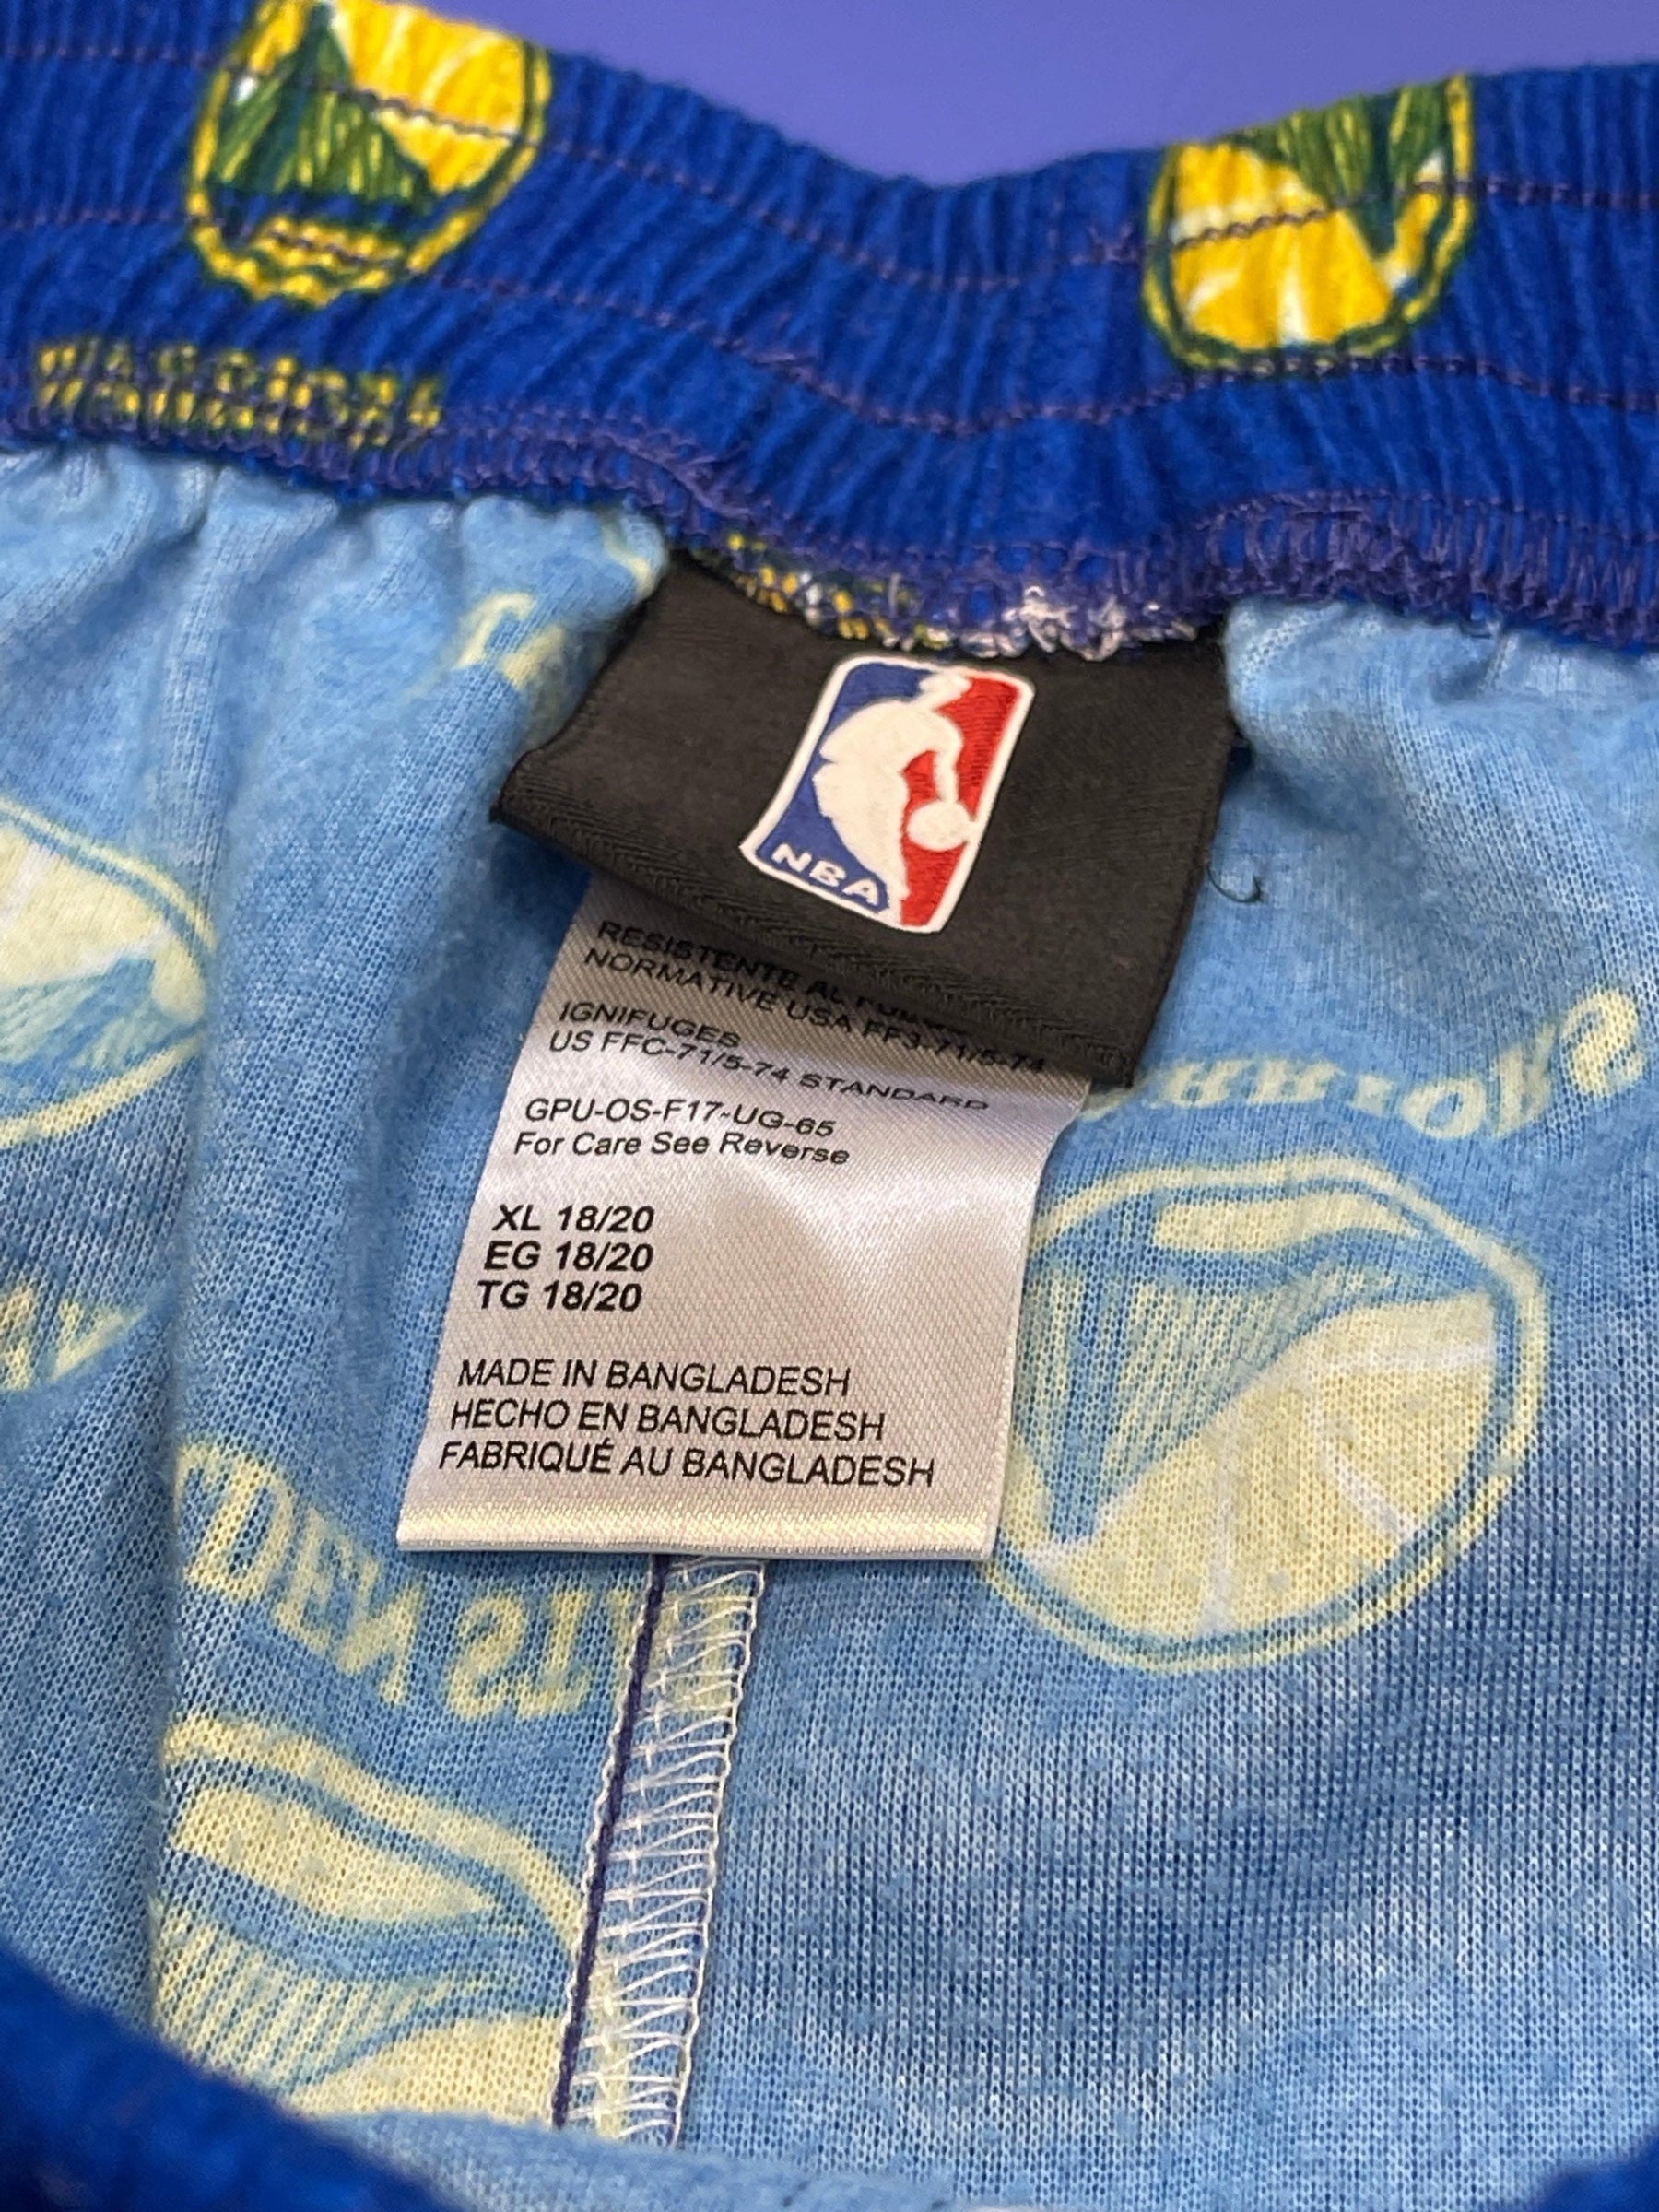 WARRIORS
NBA
RESISTENTE AL
NORMATIVE USA FF3-71/5-74
IGNIFUGES
US FFC-71/5-74 STANDARD
GPU-OS-F17-UG-65
For Care See Reverse
XL 18/20
EG 18/20
TG 18/20
MADE IN BANGLADESH
HECHO EN BANGLADESH
FABRIQUÉ AU BANGLADESH